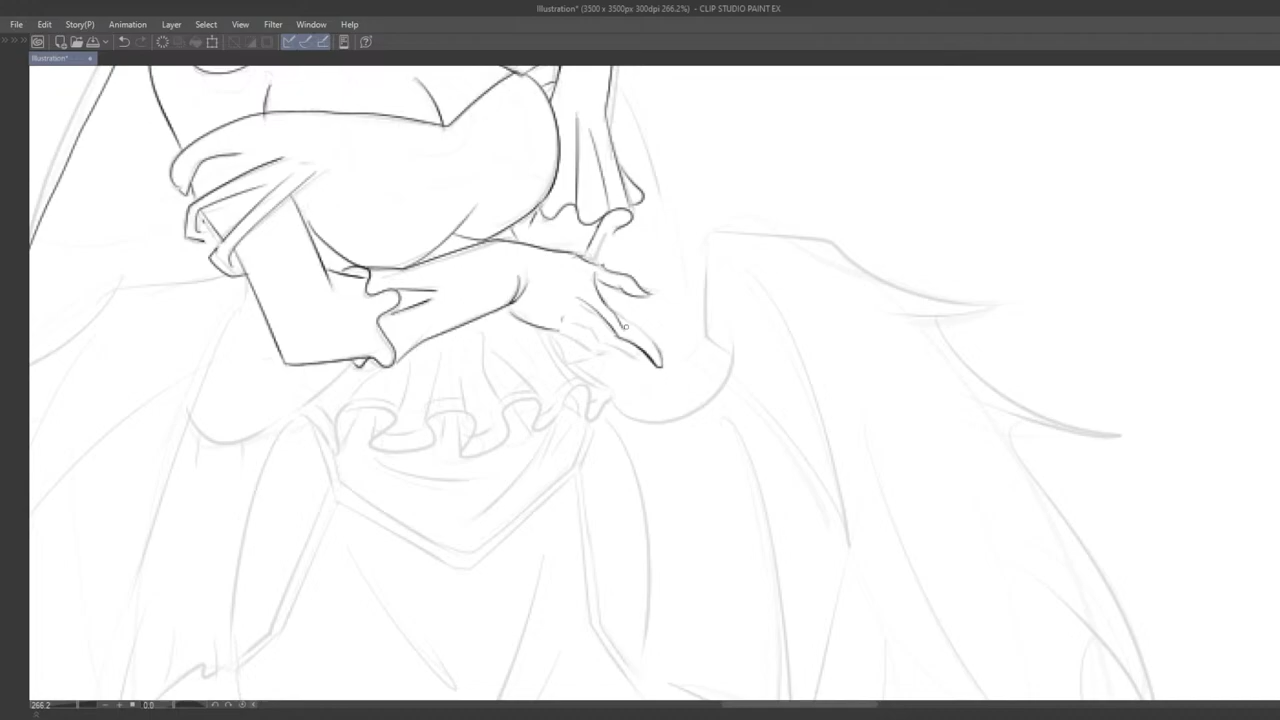 Illustration* (3500 x 3500px 300dpi 266.2%) - CLIP STUDIO PAINT EX
File Edit Story(P) Animation Layer Select View Filter Window Help
Illustration*
266.2 0.0